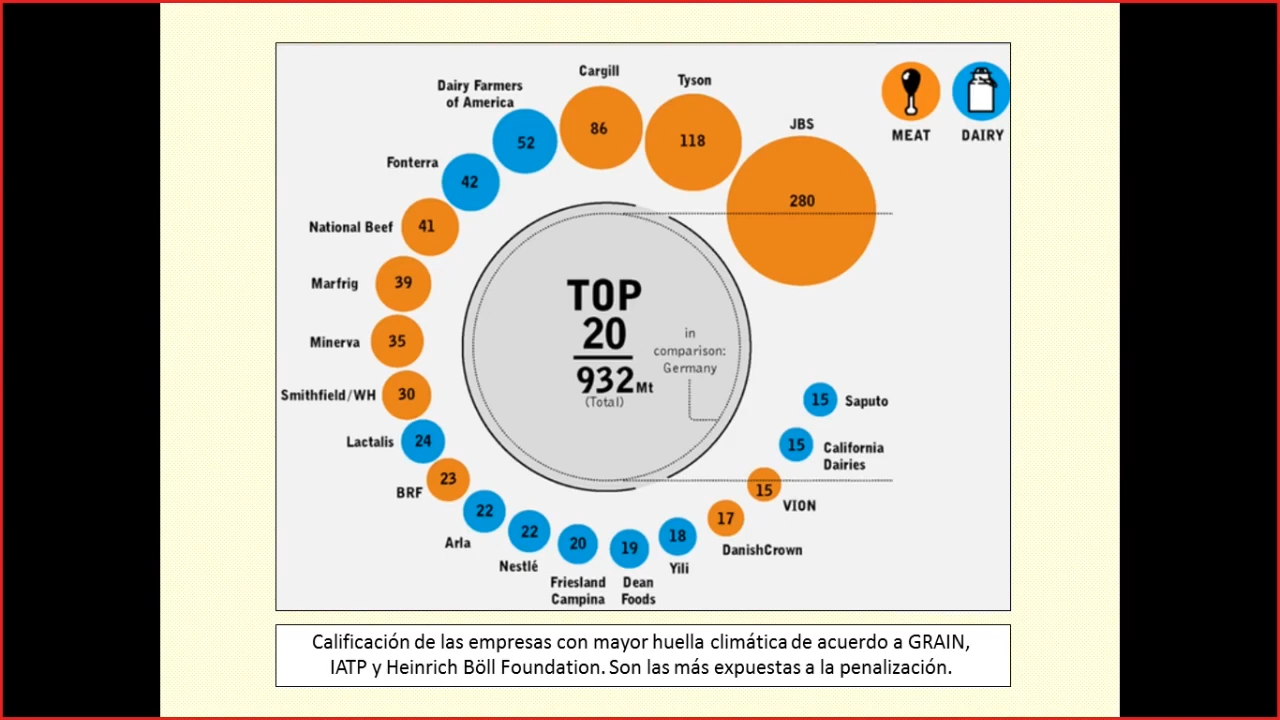 Cargill
Tyson
Dairy Farmers
of America
JBS
MEAT
DAIRY
86
118
52
280
Fonterra
42
National Beef
41
Marfrig
39
TOP
20
932 Mt
(Total)
in
comparison:
Germany
Minerva
35
Smithfield/WH
30
Lactalis
24
BRF
23
Arla
22
Nestlé
22
Friesland
Campina
20
Dean
Foods
19
Yili
18
DanishCrown
17
VION
15
California
Dairies
15
Saputo
15
Calificación de las empresas con mayor huella climática de acuerdo a GRAIN,
IATP y Heinrich Böll Foundation. Son las más expuestas a la penalización.